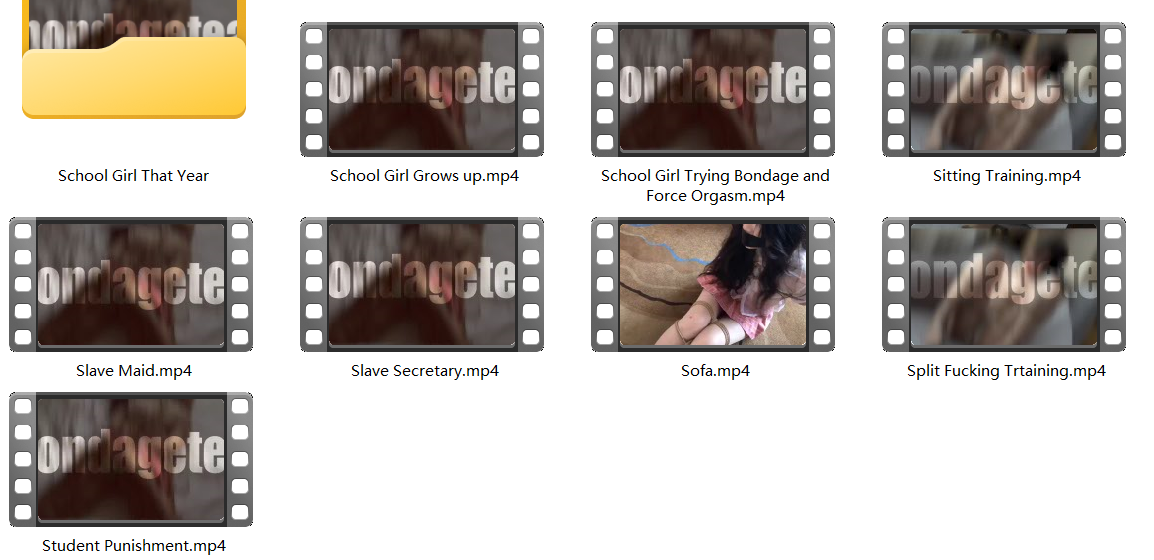 ondagetea
ondagete
ondagete
ondagete
School Girl That Year
School Girl Grows up.mp4
School Girl Trying Bondage and
Force Orgasm.mp4
Sitting Training.mp4
ondagete
ondagete
ondagete
Slave Maid.mp4
Slave Secretary.mp4
Sofa.mp4
Split Fucking Trtaining.mp4
ondagete
Student Punishment.mp4